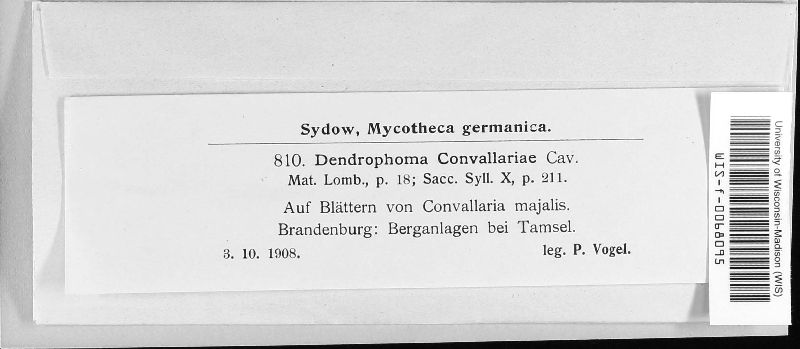 Sydow, Mycotheca germanica.
810. Dendrophoma Convallariae Cav.
Mat. Lomb., p. 18; Sacc. Syll. X, p. 211.
Auf Blättern von Convallaria majalis.
Brandenburg: Berganlagen bei Tamsel.
3. 10. 1908. leg. P. Vogel.
University of Wisconsin-Madison (WIS)
WIS-f-0068095